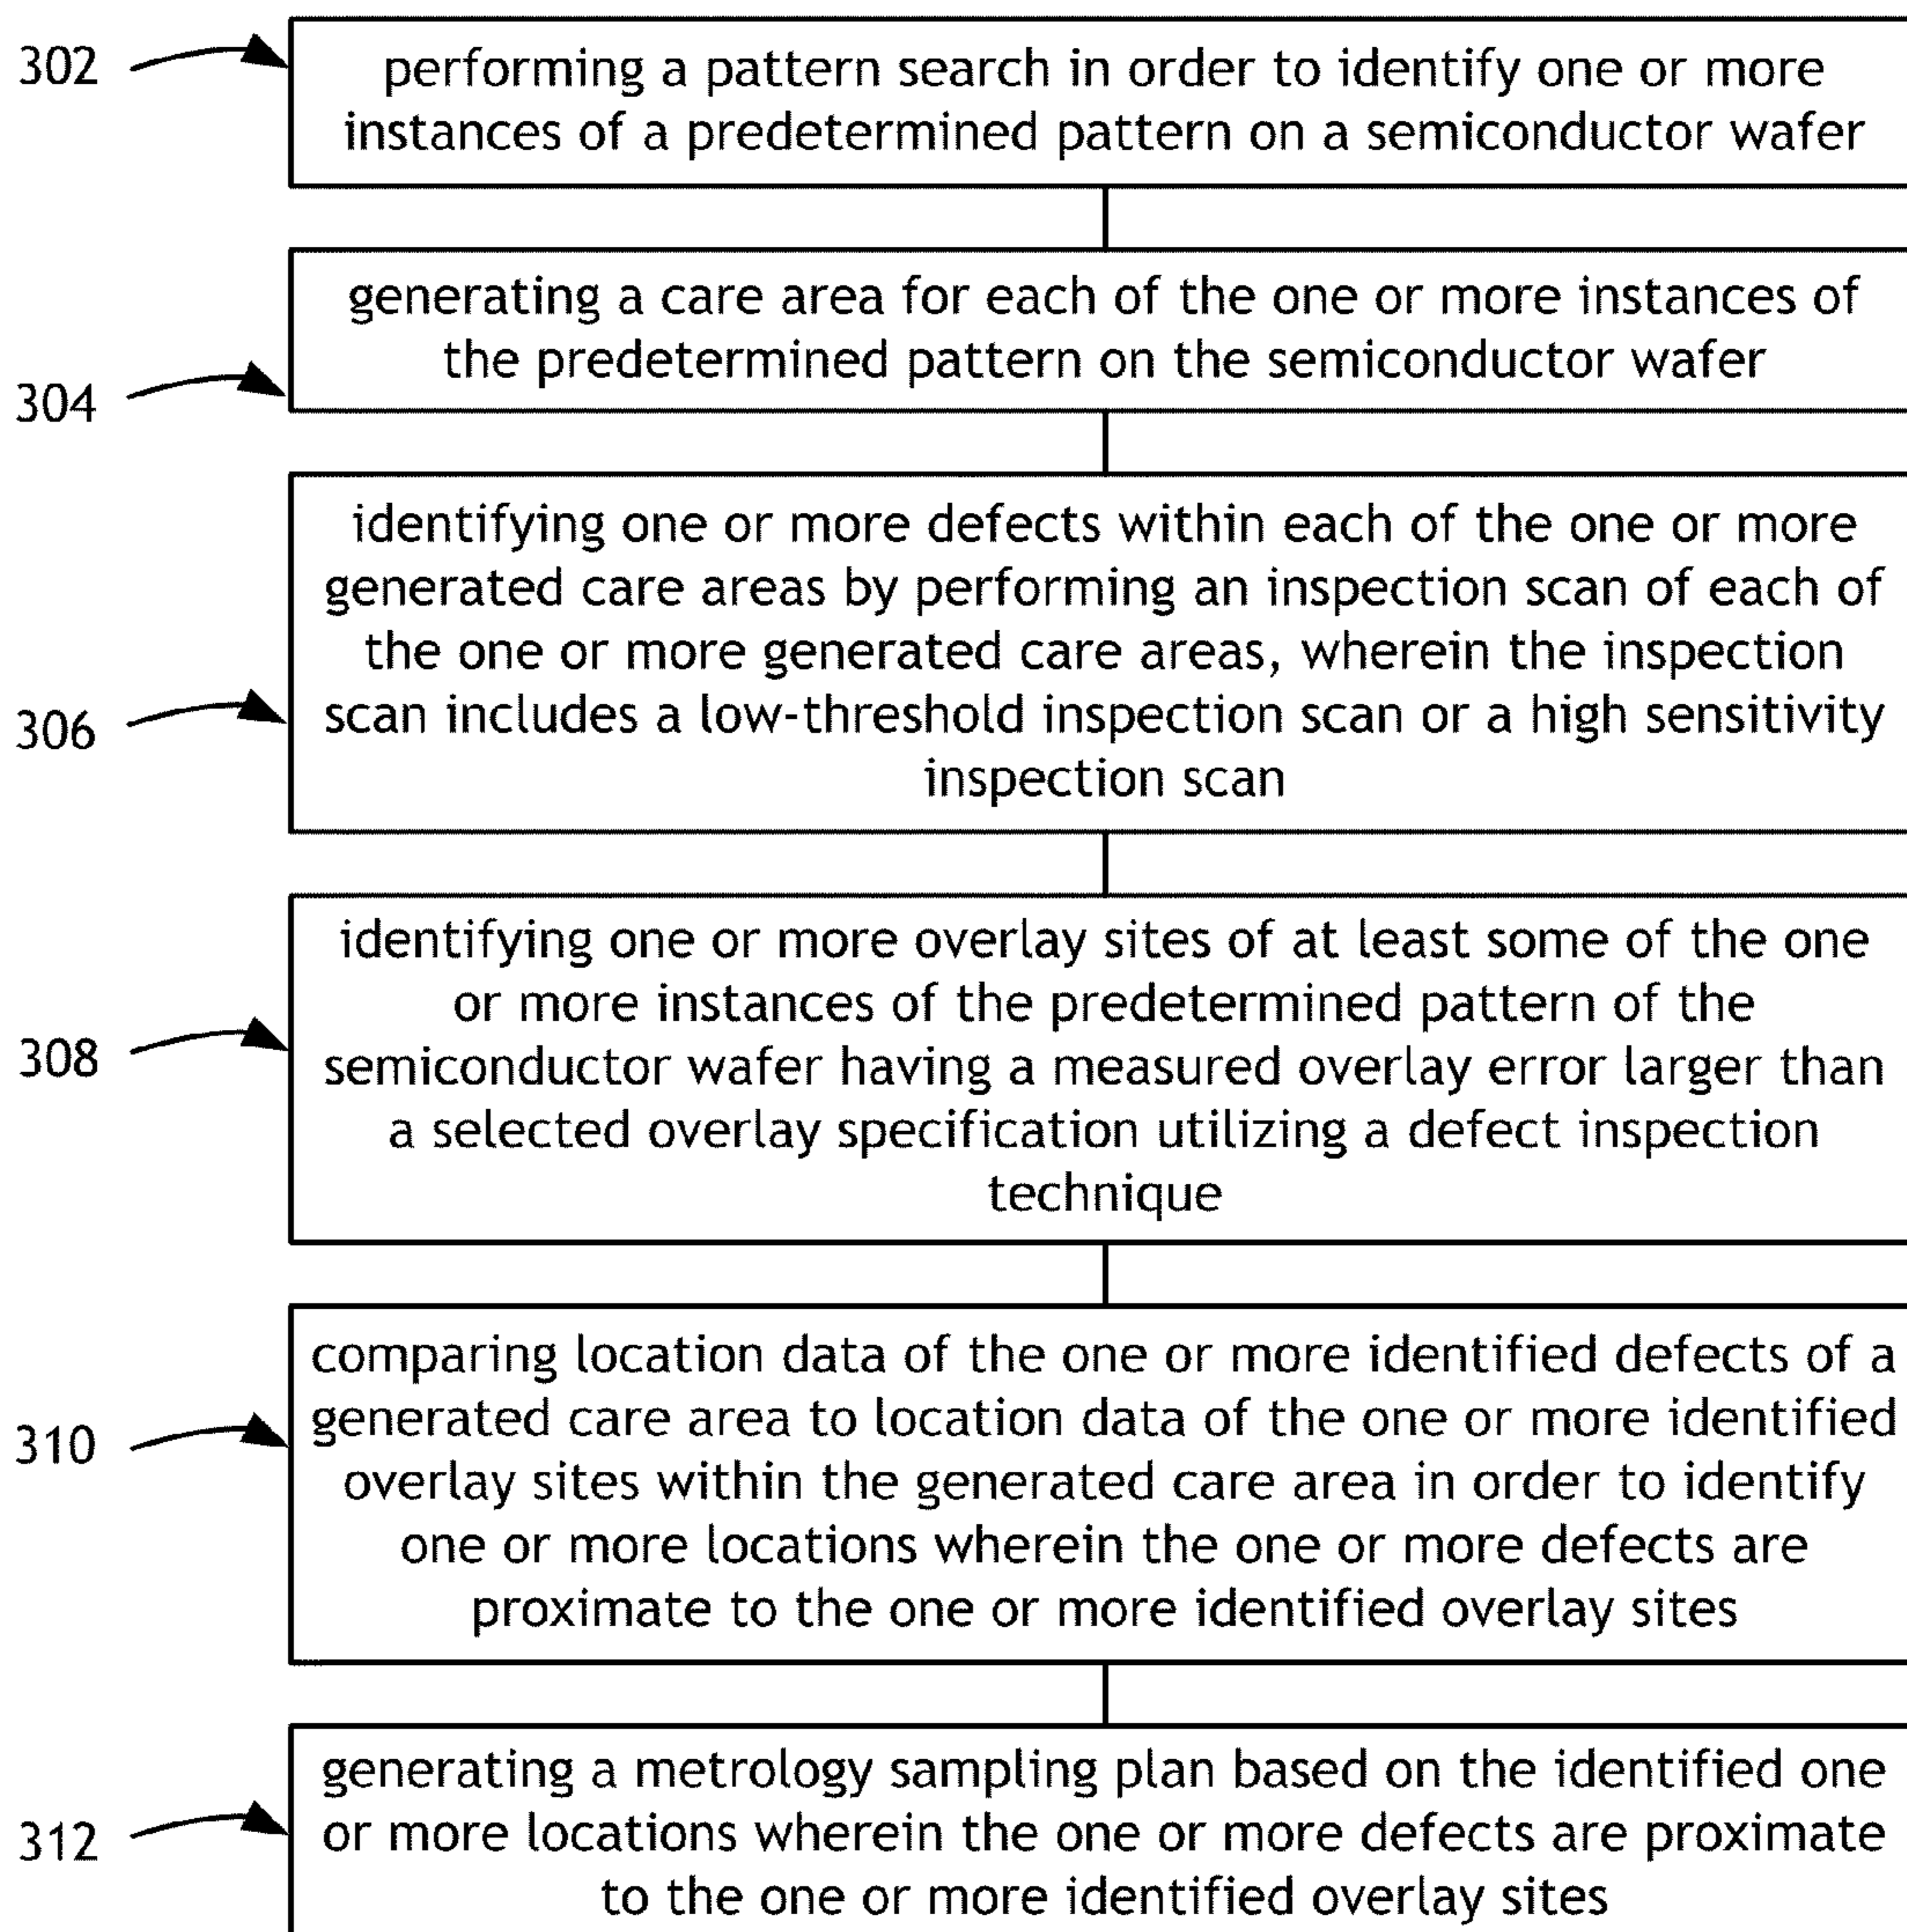 302
performing a pattern search in order to identify one or more
instances of a predetermined pattern on a semiconductor wafer
304
generating a care area for each of the one or more instances of
the predetermined pattern on the semiconductor wafer
306
identifying one or more defects within each of the one or more
generated care areas by performing an inspection scan of each of
the one or more generated care areas, wherein the inspection
scan includes a low-threshold inspection scan or a high sensitivity
inspection scan
308
identifying one or more overlay sites of at least some of the one
or more instances of the predetermined pattern of the
semiconductor wafer having a measured overlay error larger than
a selected overlay specification utilizing a defect inspection
technique
310
comparing location data of the one or more identified defects of a
generated care area to location data of the one or more identified
overlay sites within the generated care area in order to identify
one or more locations wherein the one or more defects are
proximate to the one or more identified overlay sites
312
generating a metrology sampling plan based on the identified one
or more locations wherein the one or more defects are proximate
to the one or more identified overlay sites